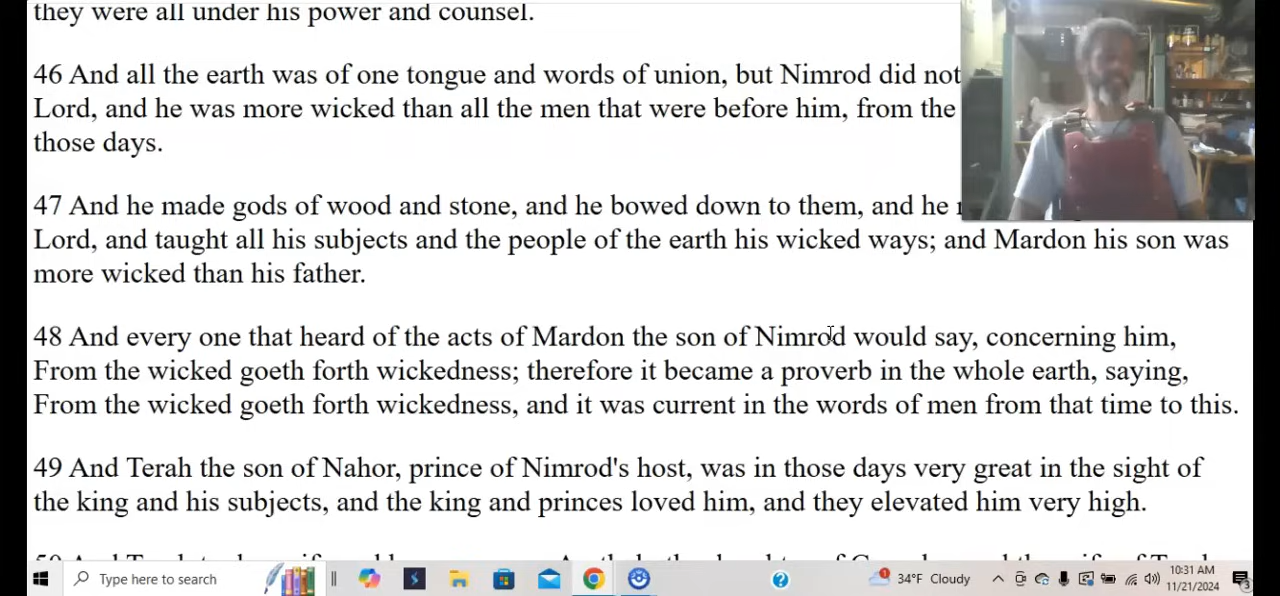 they were all under his power and counsel.
46 And all the earth was of one tongue and words of union, but Nimrod did not
Lord, and he was more wicked than all the men that were before him, from the
those days.
47 And he made gods of wood and stone, and he bowed down to them, and he
Lord, and taught all his subjects and the people of the earth his wicked ways; and Mardon his son was
more wicked than his father.
48 And every one that heard of the acts of Mardon the son of Nimrod would say, concerning him,
From the wicked goeth forth wickedness; therefore it became a proverb in the whole earth, saying,
From the wicked goeth forth wickedness, and it was current in the words of men from that time to this.
49 And Terah the son of Nahor, prince of Nimrod's host, was in those days very great in the sight of
the king and his subjects, and the king and princes loved him, and they elevated him very high.
Type here to search
34°F Cloudy
10:31 AM
11/21/2024